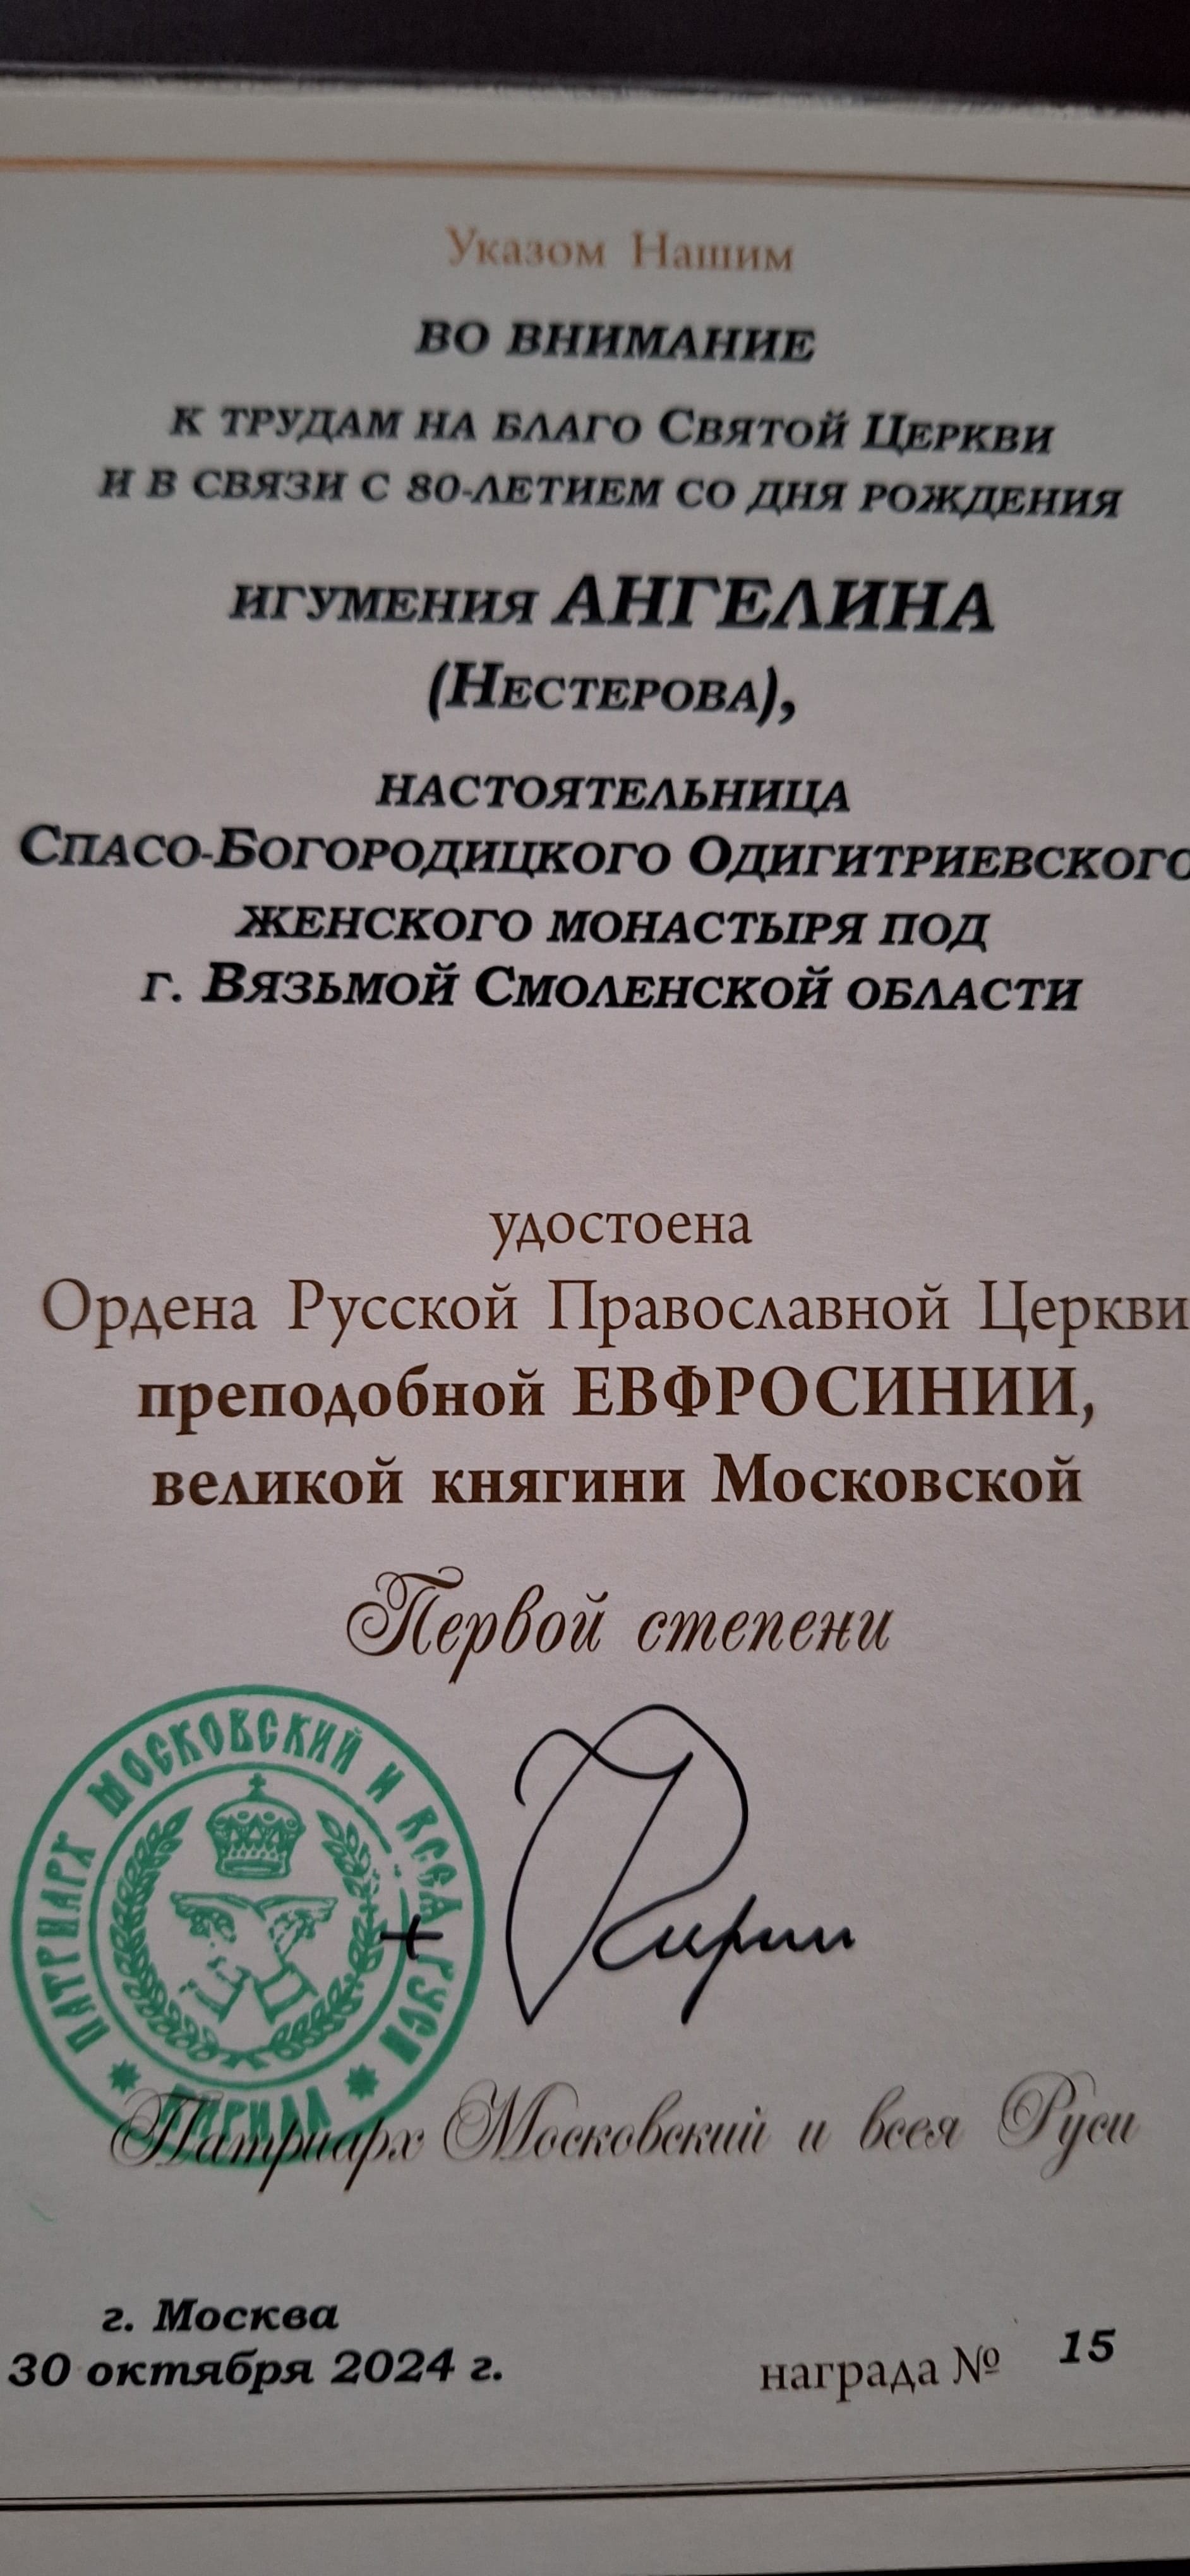 Указом Нашим
ВО ВНИМАНИЕ
К ТРУДАМ НА БЛАГО СВЯТОЙ ЦЕРКВИ
И В СВЯЗИ С 80-ЛЕТИЕМ СО ДНЯ РОЖДЕНИЯ
ИГУМЕНИЯ АНГЕЛИНА
(НЕСТЕРОВА),
НАСТОЯТЕЛЬНИЦА
СПАСО-БОГОРОДИЦКОГО ОДИГИТРИЕВСКОГО
ЖЕНСКОГО МОНАСТЫРЯ ПОД
Г. ВЯЗЬМОЙ СМОЛЕНСКОЙ ОБЛАСТИ
удостоена
Ордена Русской Православной Церкви
преподобной ЕВФРОСИНИИ,
великой княгини Московской
Первой степени
ПАТРИАРХ МОСКОВСКИЙ И ВСЕЯ РУСИ
КИРИЛЛ
+ Кирилл
Патриарх Московский и всея Руси
г. Москва
30 октября 2024 г.
награда № 15